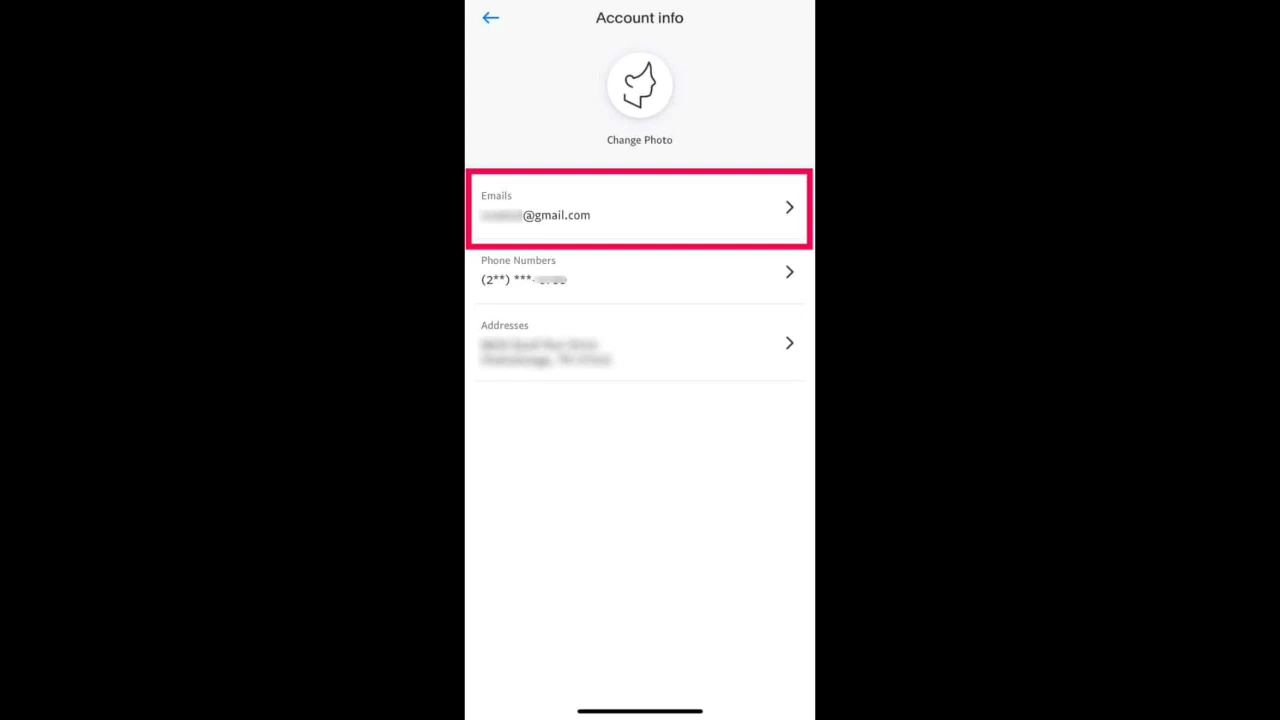 Account info
Change Photo
Emails
@gmail.com
Phone Numbers
(2**) ***-
Addresses